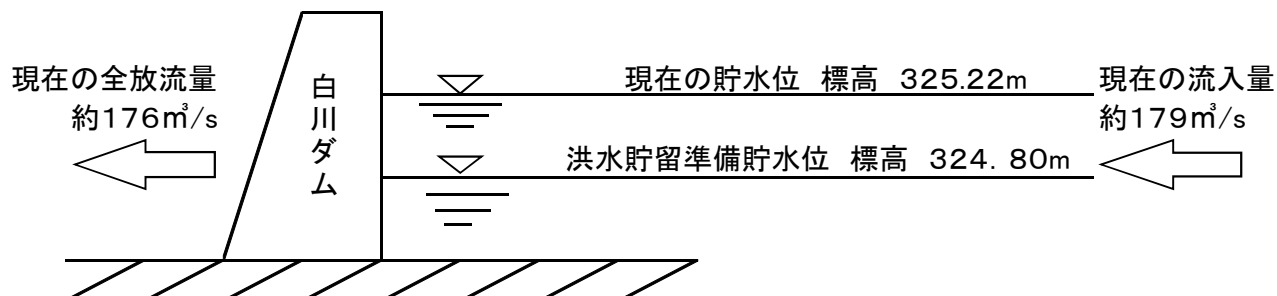 現在の全放流量
約176㎥/s
白川ダム
現在の貯水位 標高 325.22m
洪水貯留準備貯水位 標高 324.80m
現在の流入量
約179㎥/s